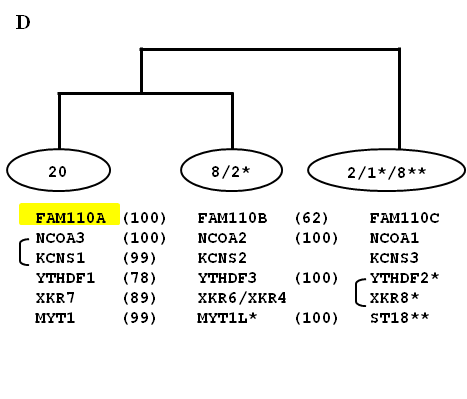 D
20 8/2* 2/1*/8**
FAM110A (100) FAM110B (62) FAM110C
NCOA3 (100) NCOA2 (100) NCOA1
KCNS1 (99) KCNS2 KCNS3
YTHDF1 (78) YTHDF3 (100) YTHDF2*
XKR7 (89) XKR6/XKR4 XKR8*
MYT1 (99) MYT1L* (100) ST18**